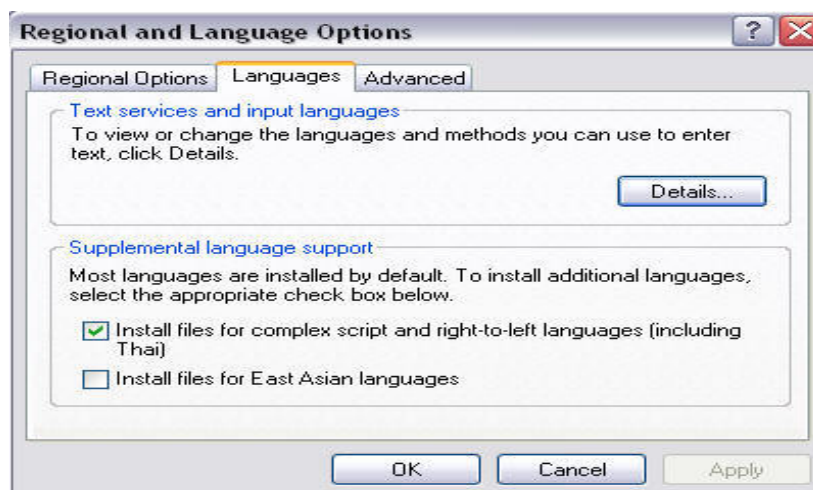 Regional and Language Options
Regional Options
Languages
Advanced
Text services and input languages
To view or change the languages and methods you can use to enter
text, click Details.
Details...
Supplemental language support
Most languages are installed by default. To install additional languages,
select the appropriate check box below.
Install files for complex script and right-to-left languages (including
Thai)
Install files for East Asian languages
OK
Cancel
Apply